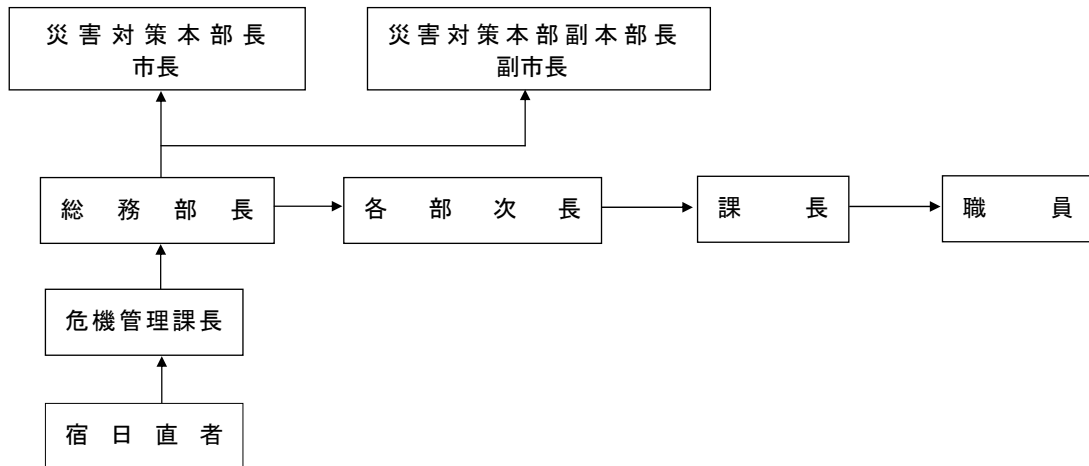 災害対策本部長
市長
災害対策本部副本部長
副市長
総務部長
各部次長
課長
職員
危機管理課長
宿日直者